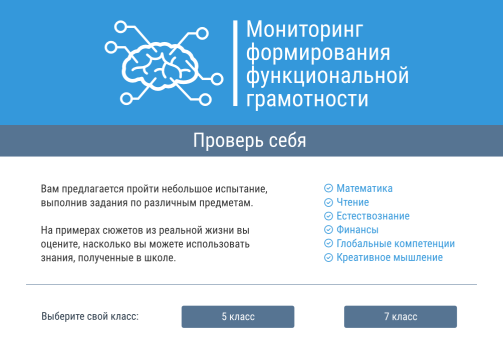 Мониторинг
формирования
функциональной
грамотности
Проверь себя
Вам предлагается пройти небольшое испытание,
выполнив задания по различным предметам.
На примерах сюжетов из реальной жизни вы
оцените, насколько вы можете использовать
знания, полученные в школе.
Математика
Чтение
Естествознание
Финансы
Глобальные компетенции
Креативное мышление
Выберите свой класс:
5 класс
7 класс